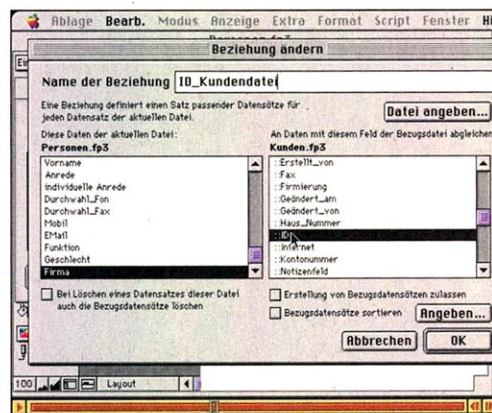 Ablage Bearb. Modus Anzeige Extra Format Script Fenster
Personen.fp3
Beziehung ändern
Name der Beziehung ID_Kundendatei
Eine Beziehung definiert einen Satz passender Datensätze für
jeden Datensatz der aktuellen Datei.
Datei angeben...
Diese Daten der aktuellen Datei:
Personen.fp3
Vorname
Anrede
individuelle Anrede
Durchwahl_Fon
Durchwahl_Fax
Mobil
EMail
Funktion
Geschlecht
Firma
An Daten mit diesem Feld der Bezugsdatei abgleichen
Kunden.fp3
::Erstellt_von
::Fax
::Firmierung
::Geändert_am
::Geändert_von
::Haus_Nummer
::ID
::Internet
::Kontonummer
::Notizenfeld
Bei Löschen eines Datensatzes dieser Datei
auch die Bezugsdatensätze löschen
Erstellung von Bezugsdatensätzen zulassen
Bezugsdatensätze sortieren Angeben...
Abbrechen OK
100 Layout